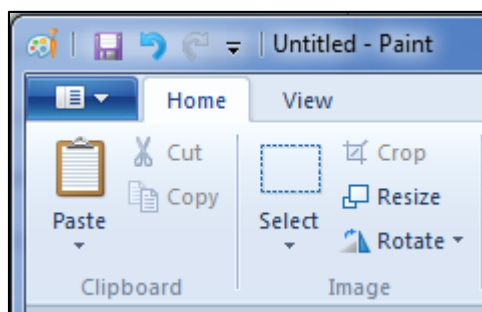 Untitled - Paint
Home View
Cut
Copy
Paste
Clipboard
Select
Crop
Resize
Rotate
Image